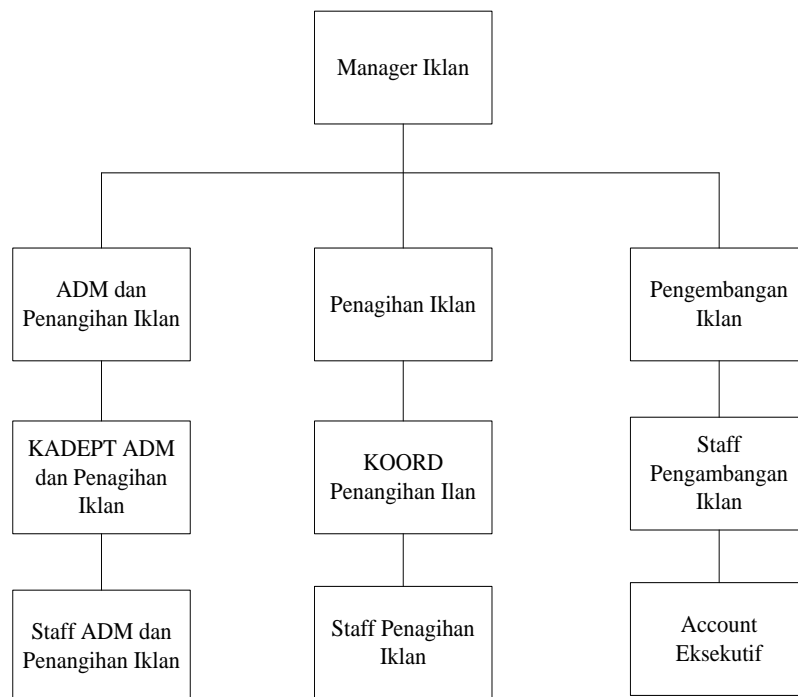 Manager Iklan
ADM dan
Penangihan Iklan
Penagihan Iklan
Pengembangan
Iklan
KADEPT ADM
dan Penagihan
Iklan
KOORD
Penangihan Ilan
Staff
Pengambangan
Iklan
Staff ADM dan
Penangihan Iklan
Staff Penagihan
Iklan
Account
Eksekutif